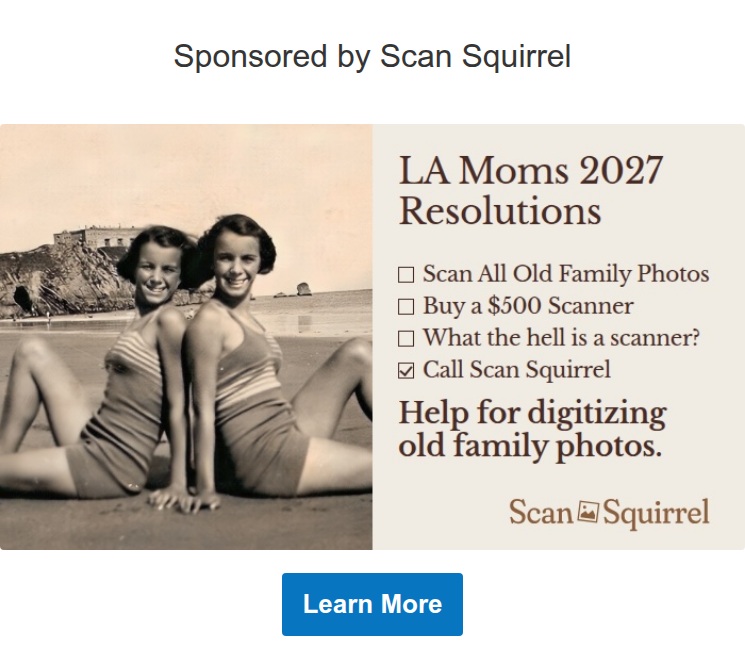 Sponsored by Scan Squirrel
LA Moms 2027
Resolutions
Scan All Old Family Photos
Buy a $500 Scanner
What the hell is a scanner?
Call Scan Squirrel
Help for digitizing
old family photos.
Scan Squirrel
Learn More